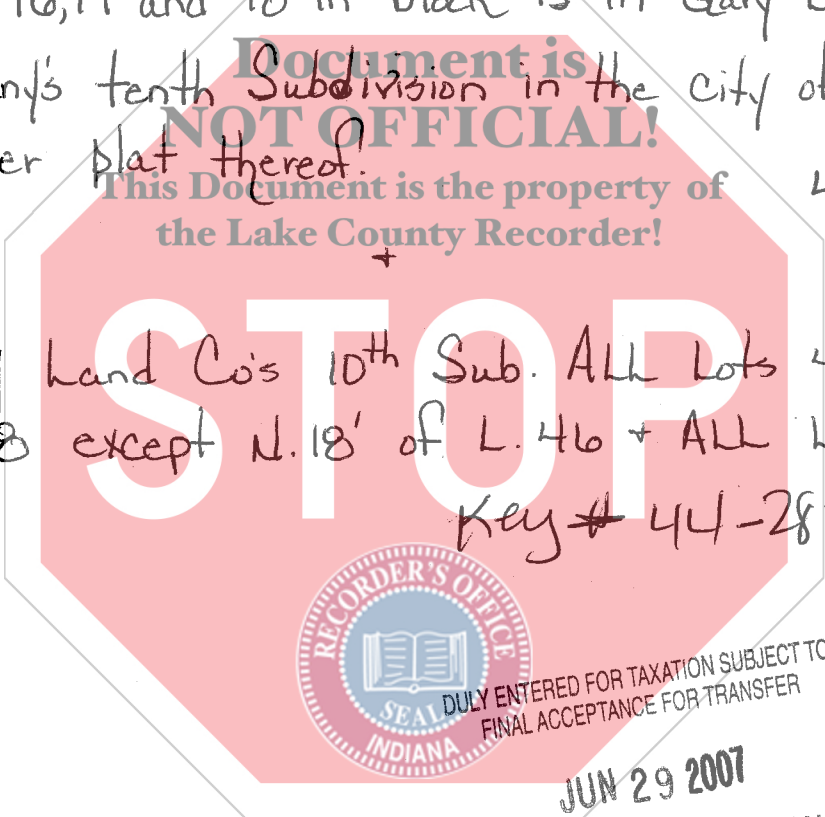 16, 17 and 18 in Block 13 in Gary
Document is
ny's tenth Subdivision in the city of
NOT OFFICIAL!
er plat thereof.
This Document is the property of
the Lake County Recorder!
+
STOP
Land Co's 10th Sub. ALL Lots
8 except N. 18' of L. 46 + ALL L
Key # 44-28
RECORDER'S OFFICE
SEAL
INDIANA
DULY ENTERED FOR TAXATION SUBJECT TO
FINAL ACCEPTANCE FOR TRANSFER
JUN 29 2007